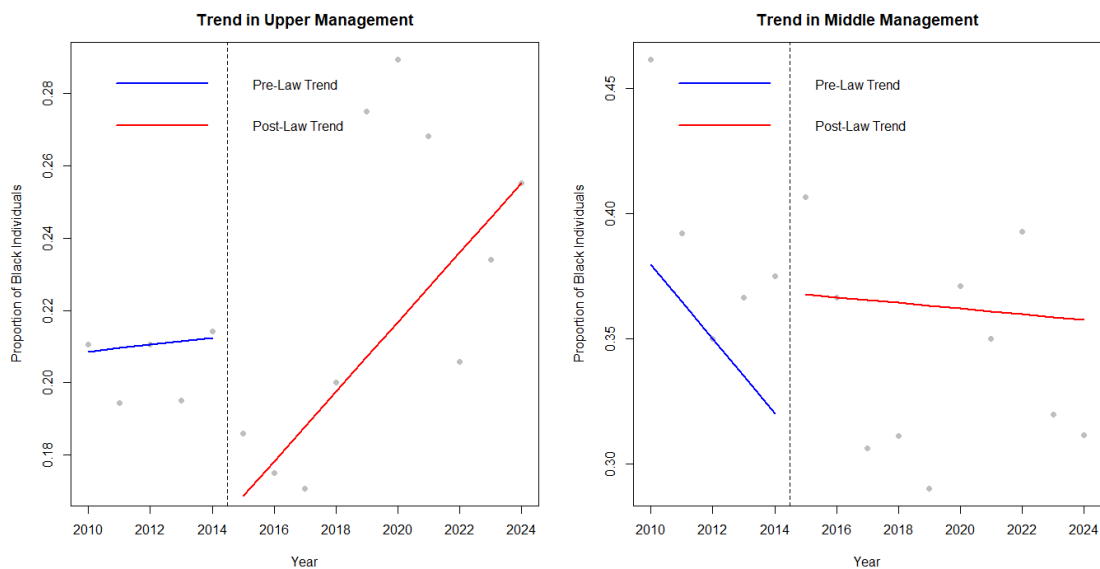 Trend in Upper Management
Pre-Law Trend
Post-Law Trend
0.28
0.26
0.24
0.22
0.20
0.18
Proportion of Black Individuals
2010 2012 2014 2016 2018 2020 2022 2024
Year
Trend in Middle Management
Pre-Law Trend
Post-Law Trend
0.45
0.40
0.35
0.30
Proportion of Black Individuals
2010 2012 2014 2016 2018 2020 2022 2024
Year